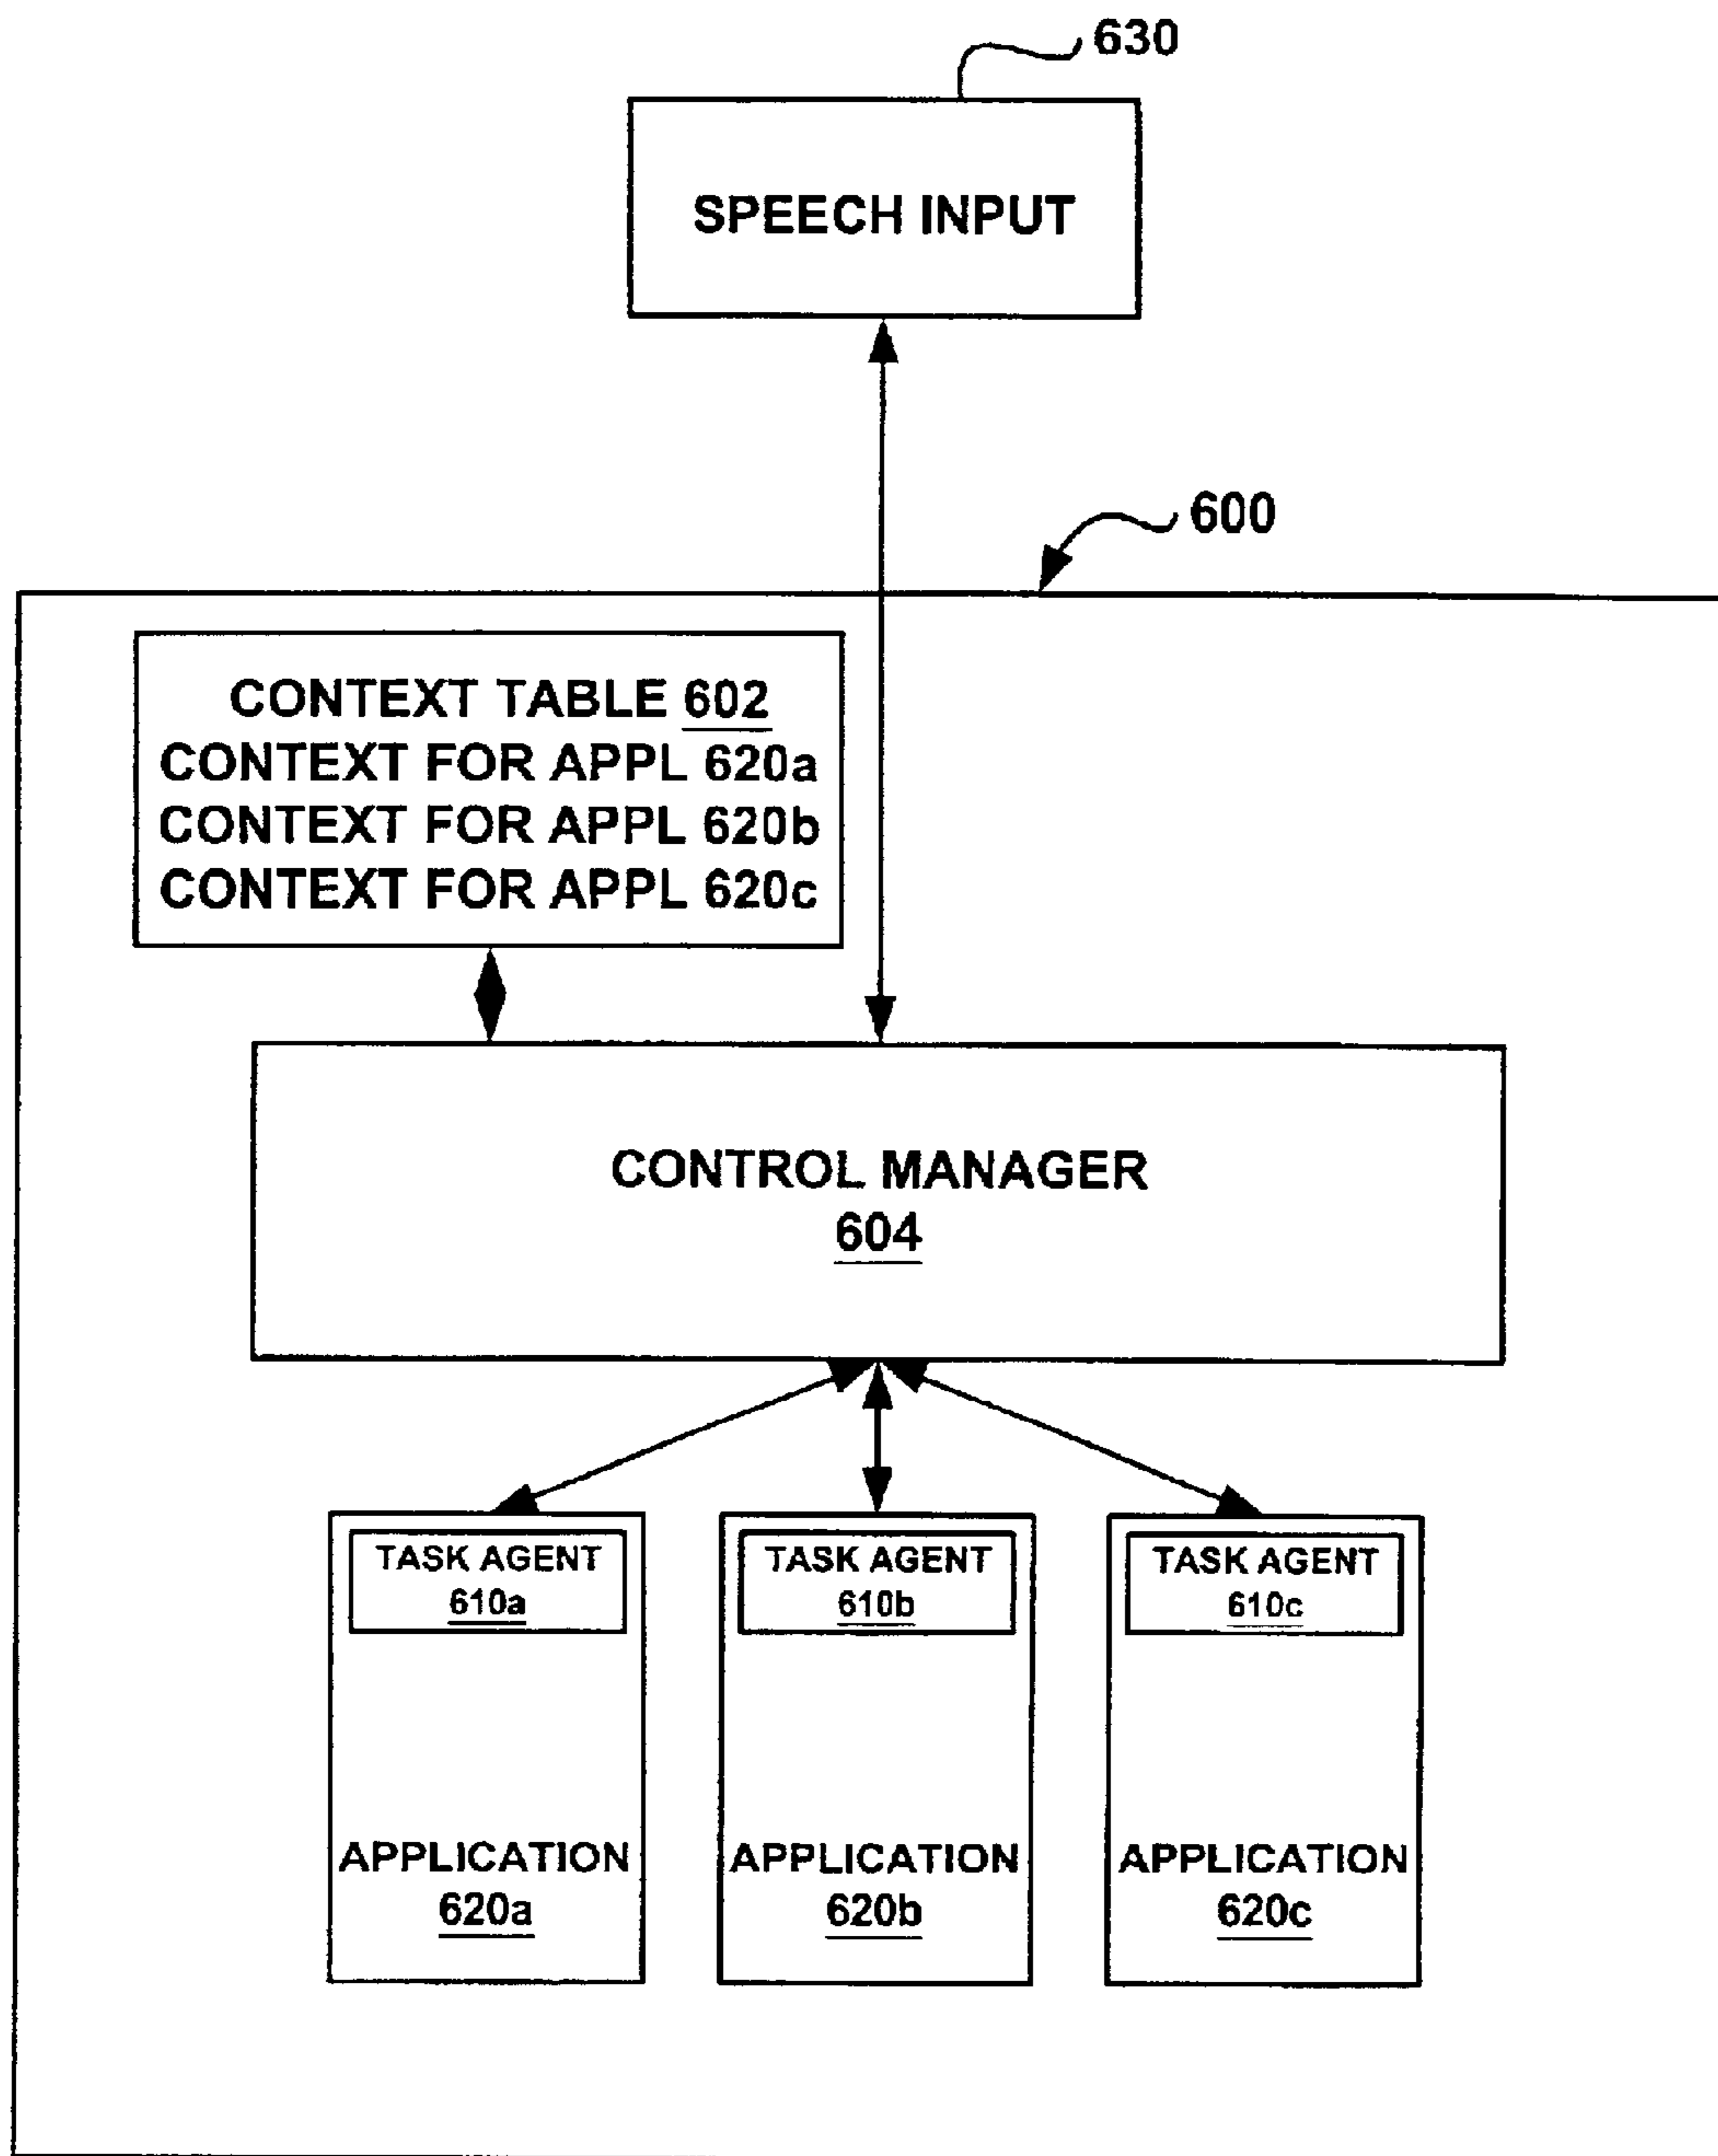 630
SPEECH INPUT
600
CONTEXT TABLE 602
CONTEXT FOR APPL 620a
CONTEXT FOR APPL 620b
CONTEXT FOR APPL 620c
CONTROL MANAGER
604
TASK AGENT
610a
TASK AGENT
610b
TASK AGENT
610c
APPLICATION
620a
APPLICATION
620b
APPLICATION
620c